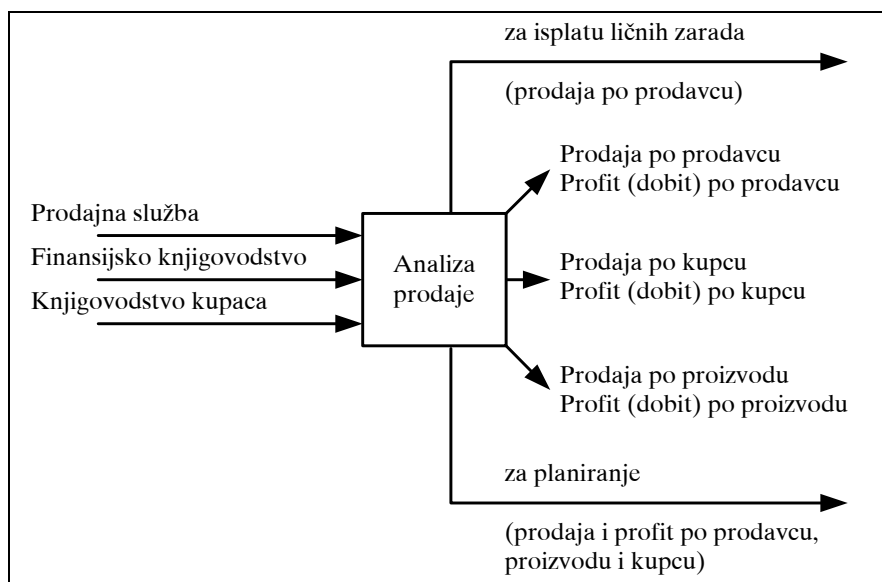 za isplatu ličnih zarada
(prodaja po prodavcu)
Prodaja po prodavcu
Profit (dobit) po prodavcu
Prodajna služba
Finansijsko knjigovodstvo
Knjigovodstvo kupaca
Analiza
prodaje
Prodaja po kupcu
Profit (dobit) po kupcu
Prodaja po proizvodu
Profit (dobit) po proizvodu
za planiranje
(prodaja i profit po prodavcu,
proizvodu i kupcu)